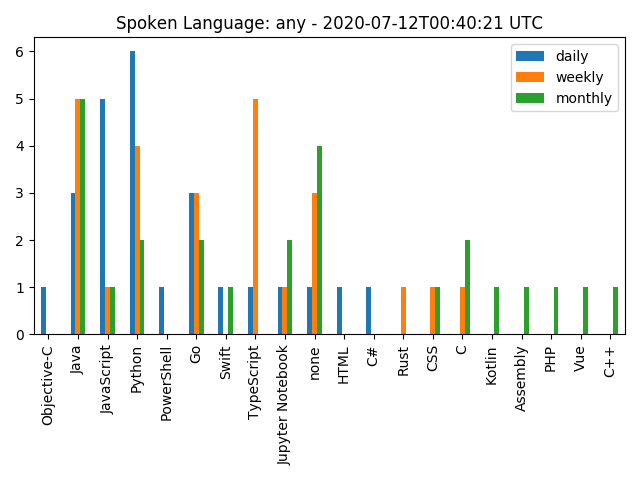 Spoken Language: any - 2020-07-12T00:40:21 UTC
daily
weekly
monthly
6
5
4
3
2
1
0
Objective-C
Java
JavaScript
Python
PowerShell
Go
Swift
TypeScript
Jupyter Notebook
none
HTML
C#
Rust
CSS
C
Kotlin
Assembly
PHP
Vue
C++